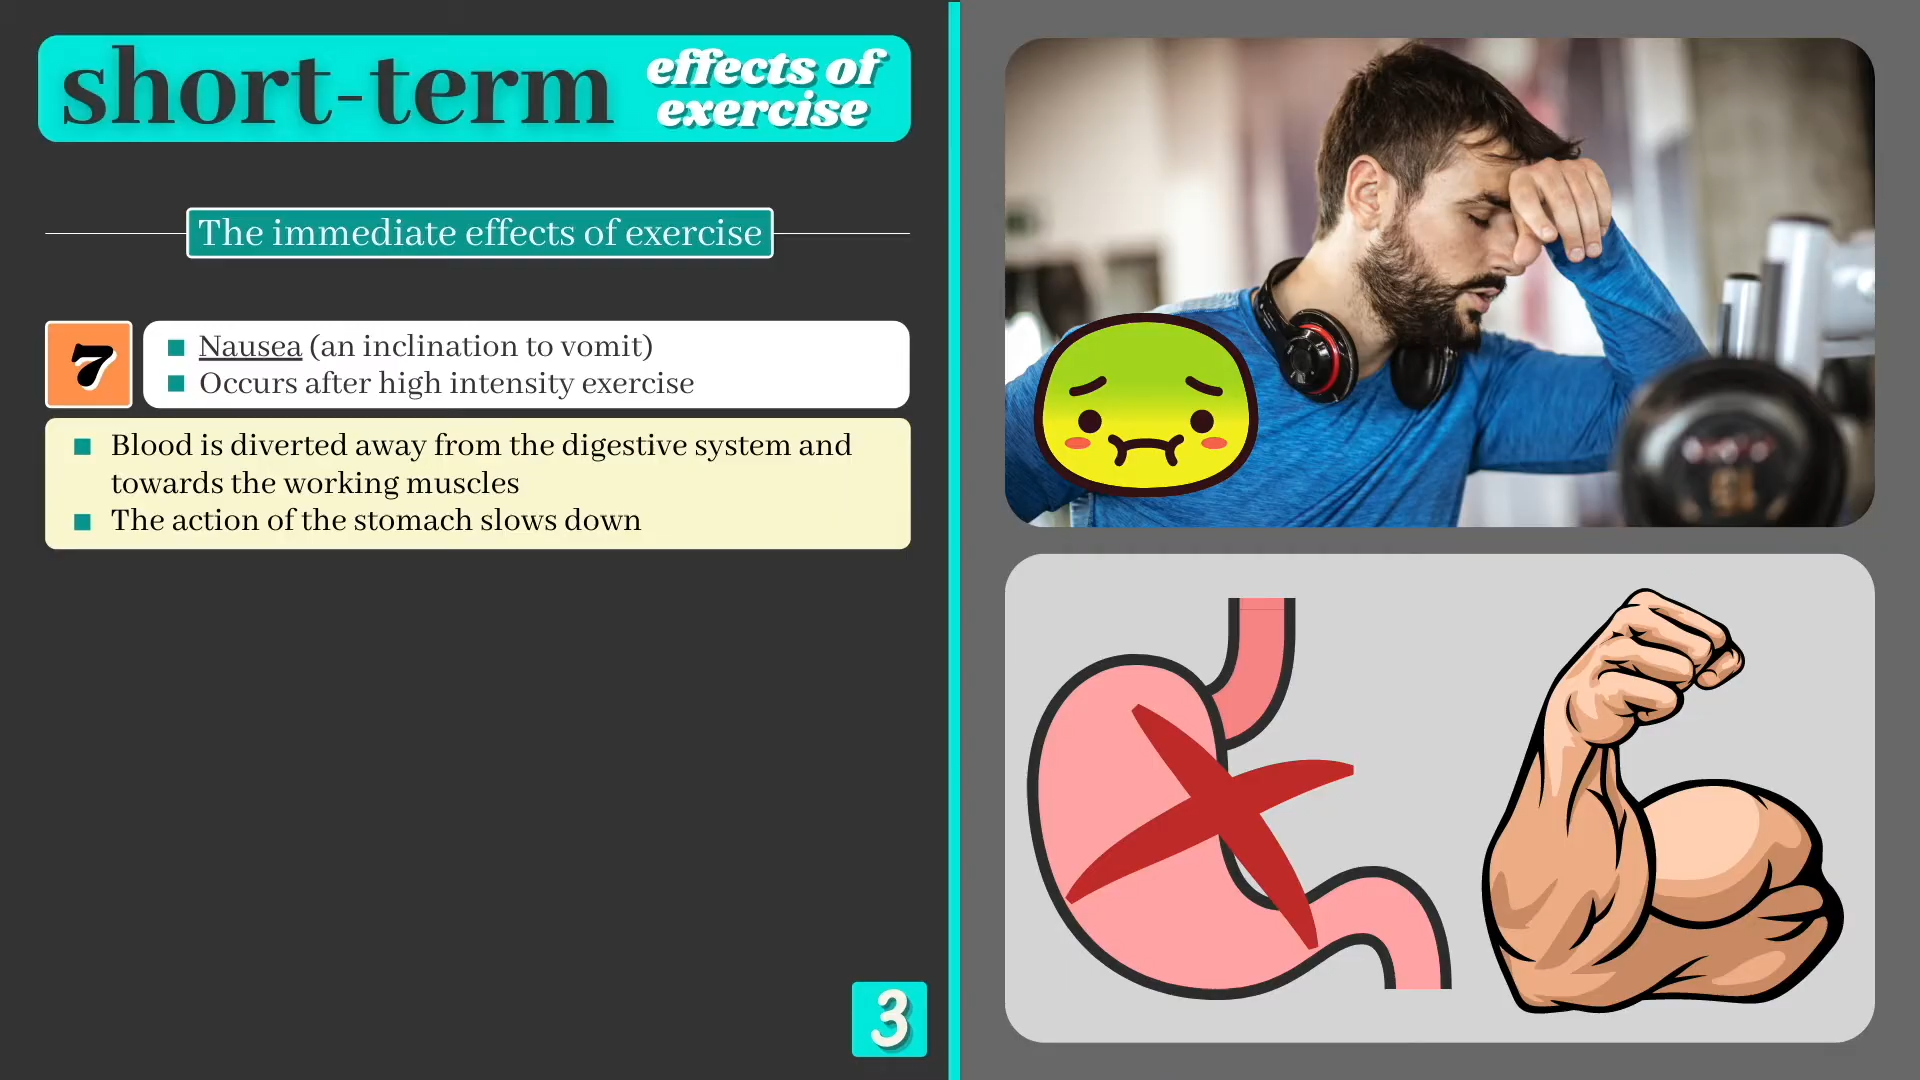 short-term
effects of
exercise
The immediate effects of exercise
7
Nausea (an inclination to vomit)
Occurs after high intensity exercise
Blood is diverted away from the digestive system and
towards the working muscles
The action of the stomach slows down
3